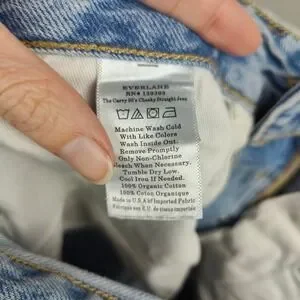 EVERLANE
RN# 139393
The Curvy 90's Cheeky Straight Jean
Machine Wash Cold
With Like Colors
Wash Inside Out.
Remove Promptly
Only Non-Chlorine
Bleach When Necessary.
Tumble Dry Low.
Cool Iron If Needed.
100% Organic Cotton
100% Coton Organique
Made in U.S.A of Imported Fabric